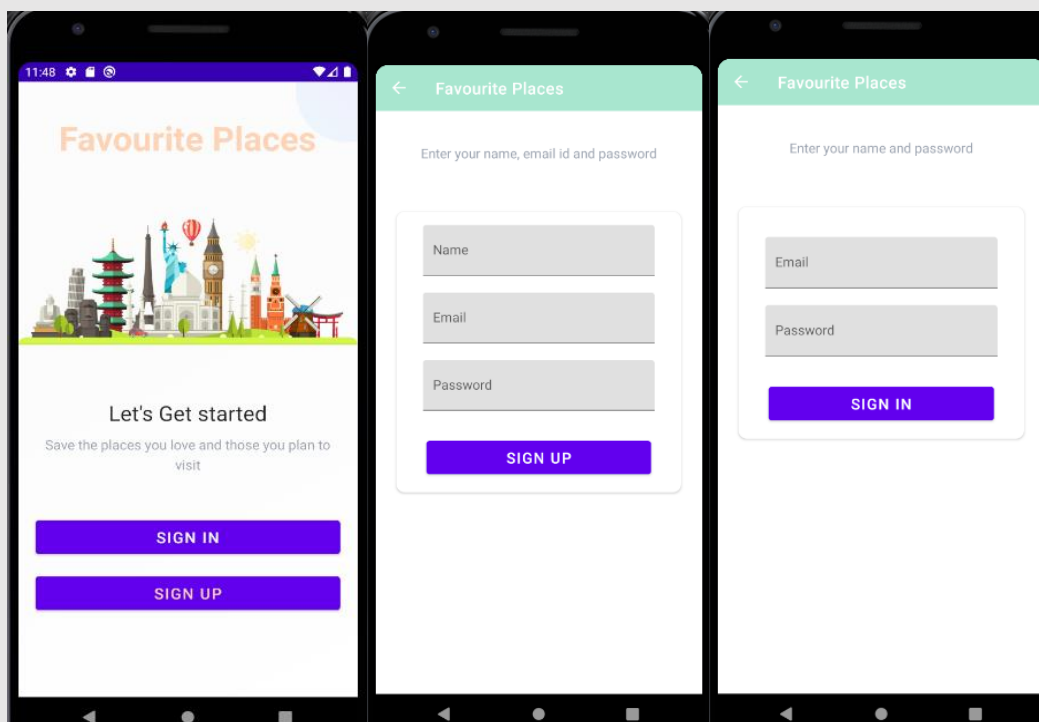 11:48
Favourite Places
Let's Get started
Save the places you love and those you plan to
visit
SIGN IN
SIGN UP
Favourite Places
Enter your name, email id and password
Name
Email
Password
SIGN UP
Favourite Places
Enter your name and password
Email
Password
SIGN IN